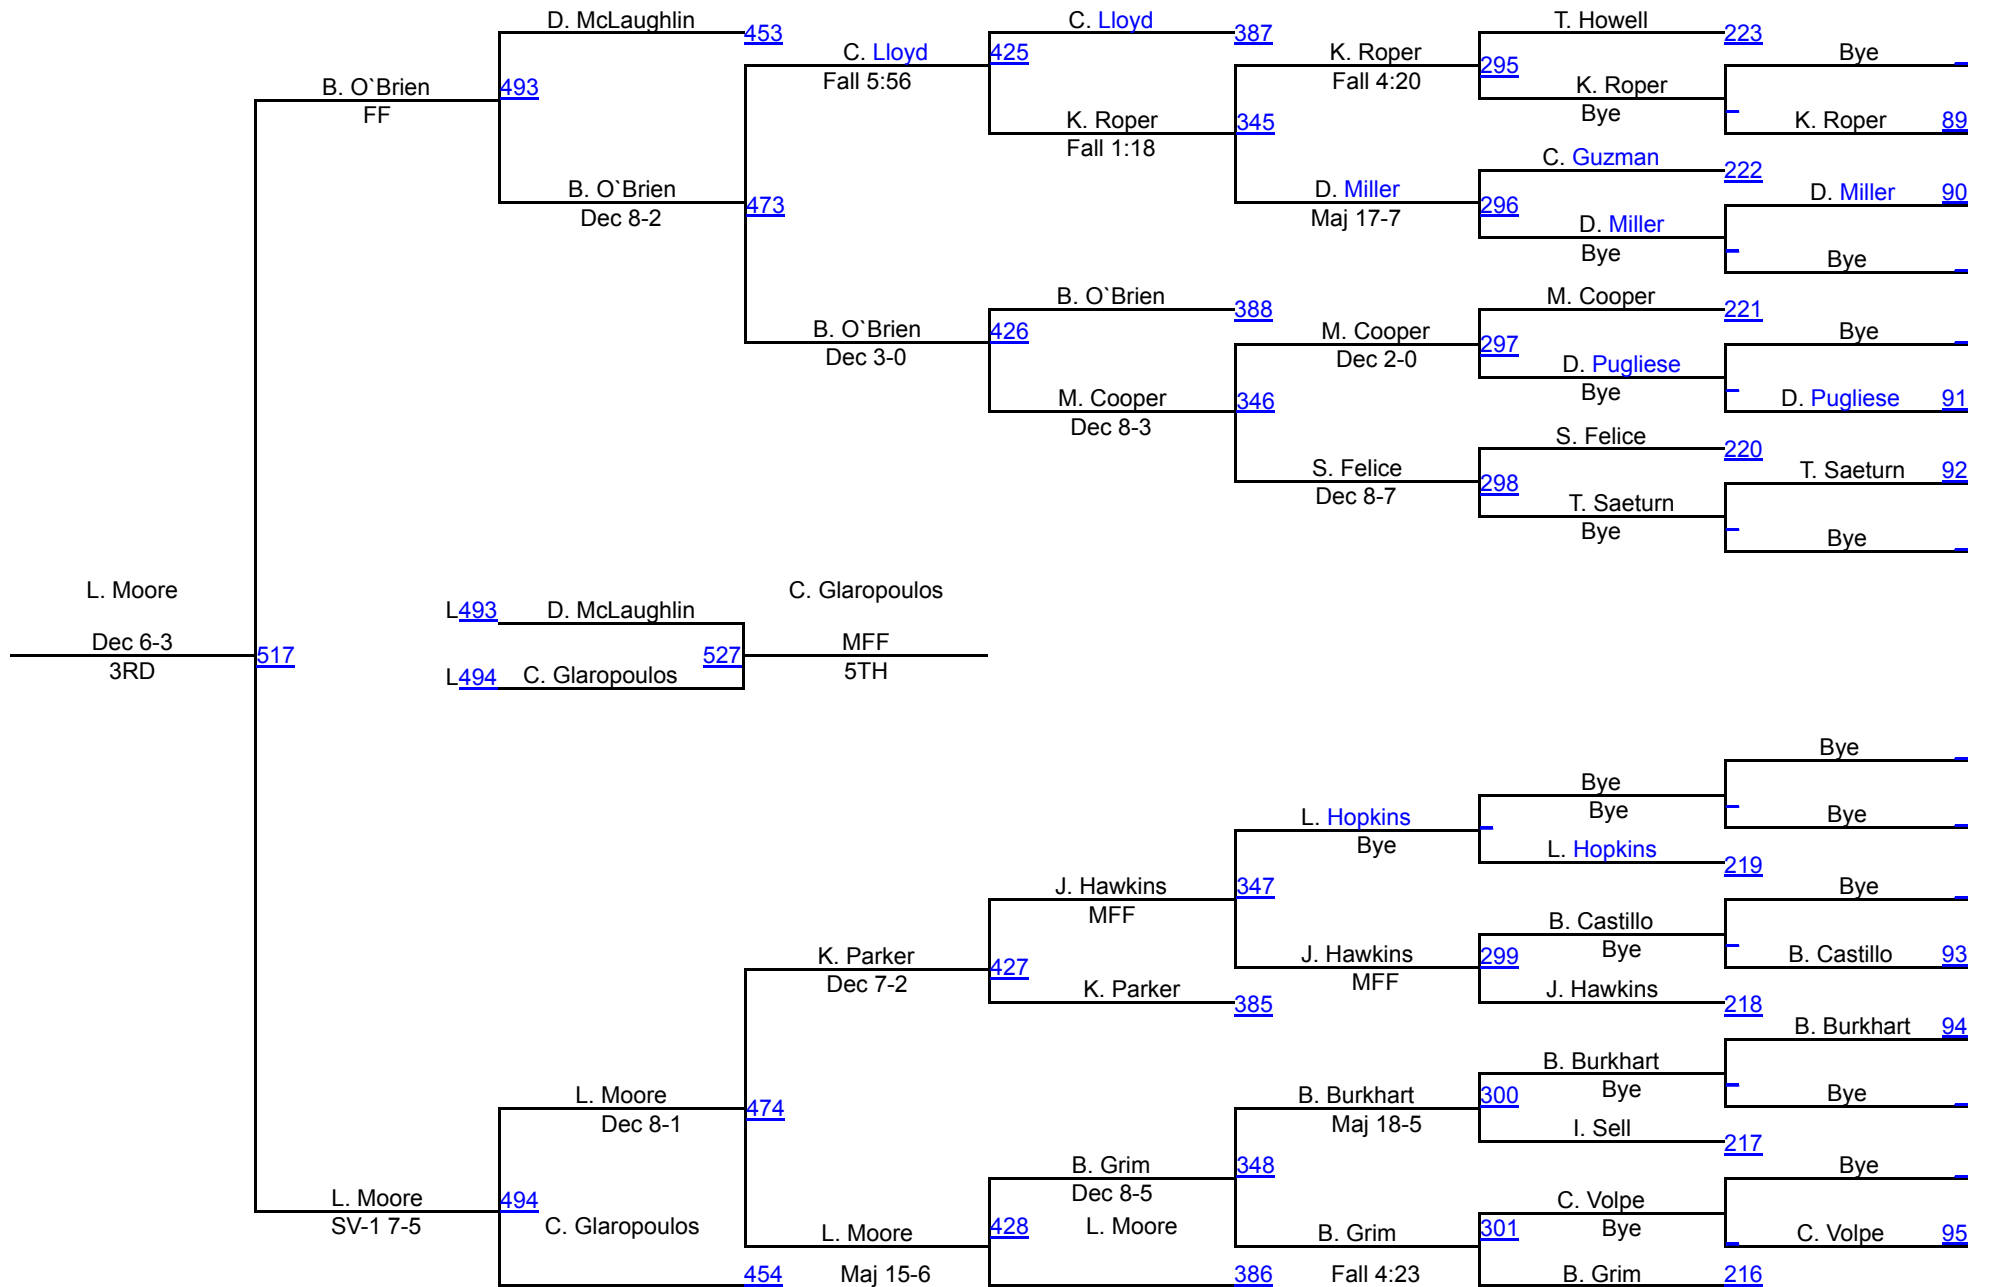 D. McLaughlin
453
B. O`Brien
FF
493
B. O`Brien
Dec 8-2
C. Lloyd
Fall 5:56
473
B. O`Brien
Dec 3-0
C. Lloyd
387
425
K. Roper
Fall 1:18
B. O`Brien
388
426
M. Cooper
Dec 8-3
K. Roper
Fall 4:20
345
D. Miller
Maj 17-7
M. Cooper
Dec 2-0
346
S. Felice
Dec 8-7
T. Howell
223
295
K. Roper
Bye
C. Guzman
222
296
D. Miller
Bye
M. Cooper
221
297
D. Pugliese
Bye
S. Felice
220
298
T. Saeturn
Bye
Bye
K. Roper 89
D. Miller 90
Bye
Bye
D. Pugliese 91
T. Saeturn 92
Bye
L. Moore
Dec 6-3
3RD
517
L493 D. McLaughlin
L494 C. Glaropoulos
527
C. Glaropoulos
MFF
5TH
L. Moore
SV-1 7-5
494
L. Moore
Dec 8-1
C. Glaropoulos
454
K. Parker
Dec 7-2
474
L. Moore
Maj 15-6
J. Hawkins
MFF
427
K. Parker
385
B. Grim
Dec 8-5
428
L. Moore
386
L. Hopkins
Bye
347
J. Hawkins
MFF
B. Burkhart
Maj 18-5
348
B. Grim
Fall 4:23
Bye
Bye
L. Hopkins
219
B. Castillo
Bye
299
J. Hawkins
218
B. Burkhart
Bye
300
I. Sell
217
C. Volpe
Bye
301
B. Grim
216
Bye
Bye
Bye
B. Castillo 93
B. Burkhart 94
Bye
Bye
C. Volpe 95